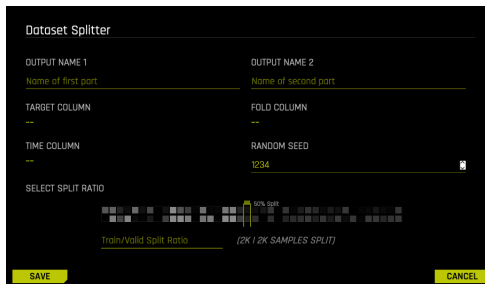 Dataset Splitter
OUTPUT NAME 1
OUTPUT NAME 2
Name of first part
Name of second part
TARGET COLUMN
FOLD COLUMN
--
--
TIME COLUMN
RANDOM SEED
--
1234
SELECT SPLIT RATIO
50% Split
Train/Valid Split Ratio
(2K | 2K SAMPLES SPLIT)
SAVE
CANCEL